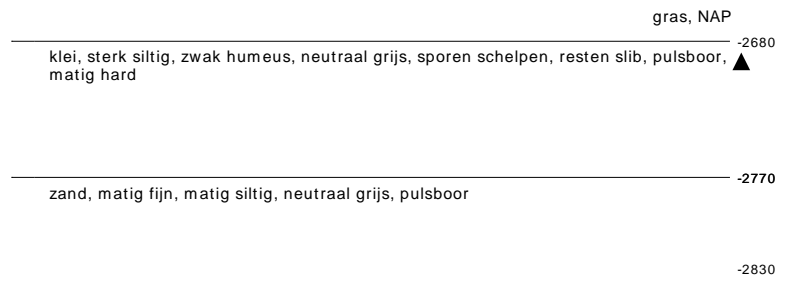 gras, NAP
-2680
klei, sterk siltig, zwak humeus, neutraal grijs, sporen schelpen, resten slib, pulsboor,
matig hard
-2770
zand, matig fijn, matig siltig, neutraal grijs, pulsboor
-2830